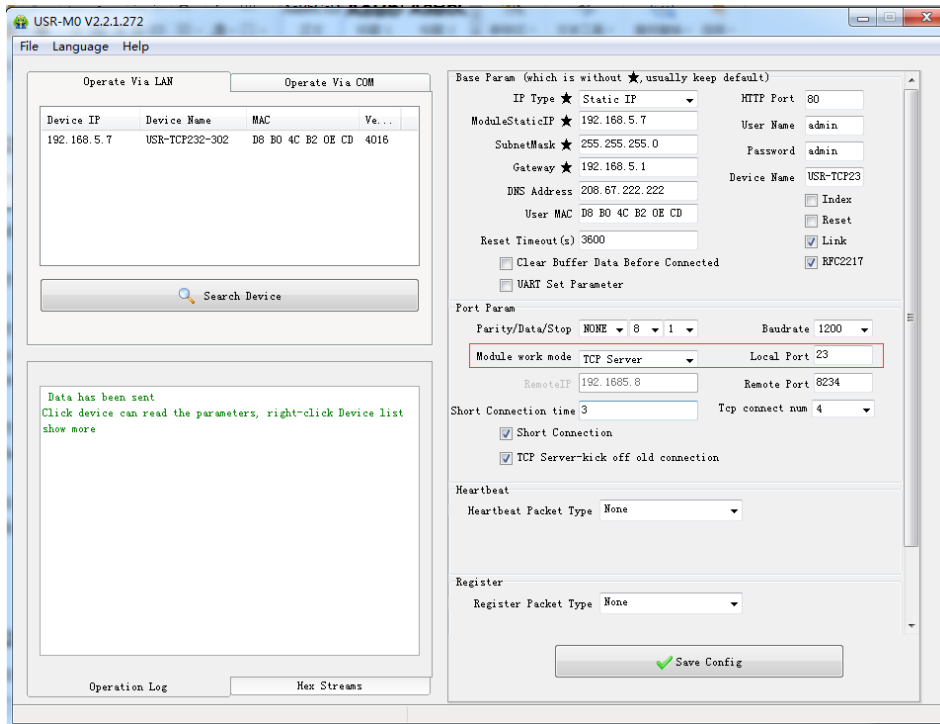 USR-M0 V2.2.1.272
File Language Help
Operate Via LAN
Operate Via COM
Device IP Device Name MAC Ve...
192.168.5.7 USR-TCP232-302 D8 B0 4C B2 0E CD 4016
Search Device
Data has been sent
Click device can read the parameters, right-click Device list
show more
Operation Log
Hex Streams
Base Param (which is without ★,usually keep default)
IP Type ★ Static IP
HTTP Port 80
ModuleStaticIP ★ 192.168.5.7
User Name admin
SubnetMask ★ 255.255.255.0
Password admin
Gateway ★ 192.168.5.1
Device Name USR-TCP23
DNS Address 208.67.222.222
Index
User MAC D8 B0 4C B2 0E CD
Reset
Reset Timeout(s) 3600
Link
Clear Buffer Data Before Connected
RFC2217
UART Set Parameter
Port Param
Parity/Data/Stop NONE 8 1
Baudrate 1200
Module work mode TCP Server
Local Port 23
RemoteIP 192.1685.8
Remote Port 8234
Short Connection time 3
Tcp connect num 4
Short Connection
TCP Server-kick off old connection
Heartbeat
Heartbeat Packet Type None
Register
Register Packet Type None
Save Config